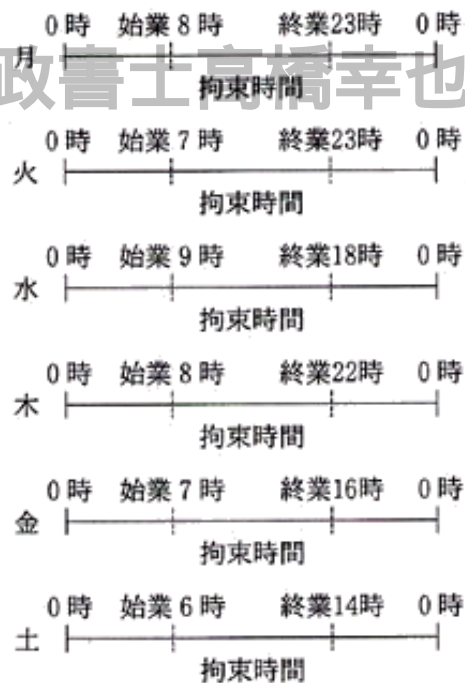 0時 始業8時 終業23時 0時
月
政書士高橋幸也
拘束時間
0時 始業7時 終業23時 0時
火
拘束時間
0時 始業9時 終業18時 0時
水
拘束時間
0時 始業8時 終業22時 0時
木
拘束時間
0時 始業7時 終業16時 0時
金
拘束時間
0時 始業6時 終業14時 0時
土
拘束時間